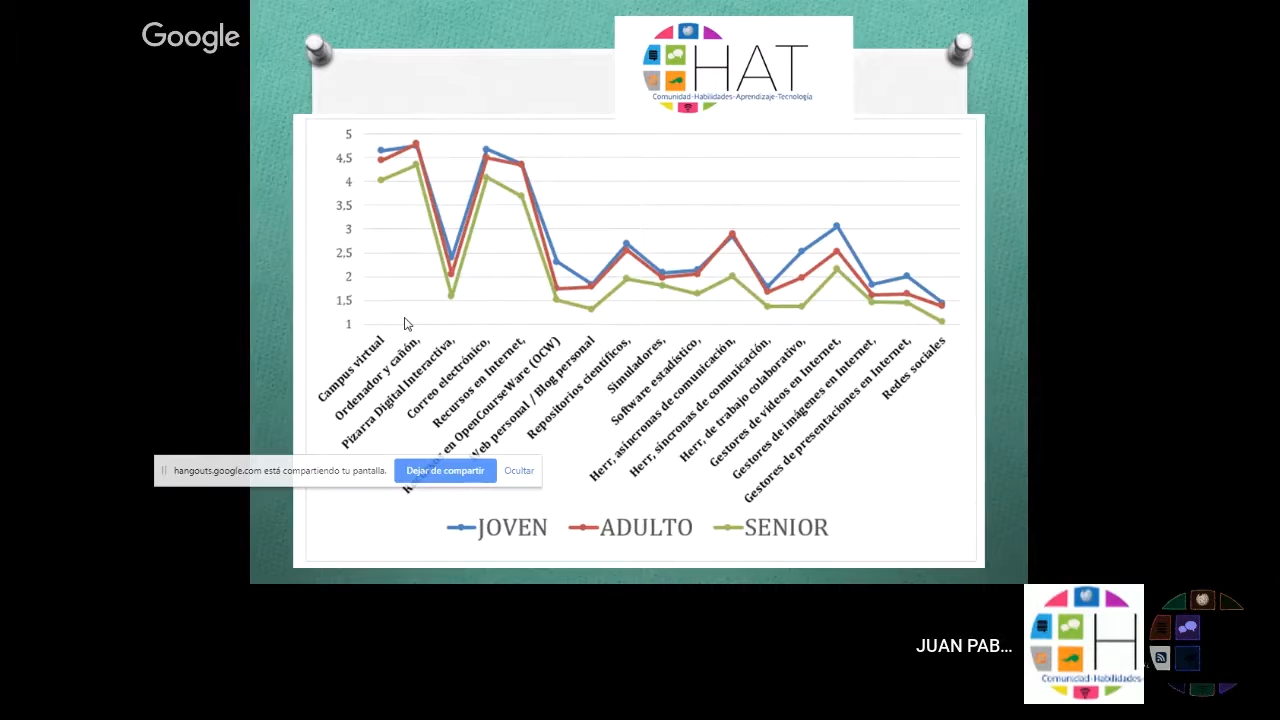 Google
HAT
Comunidad-Habilidades-Aprendizaje-Tecnología
5
4.5
4
3.5
3
2.5
2
1.5
1
Campus virtual
Ordenador y cañón,
Pizarra Digital Interactiva,
Correo electrónico,
Recursos en Internet,
en OpenCourseWare (OCW)
Web personal / Blog personal
Repositorios científicos,
Simuladores,
Software estadístico,
Herr, asíncronas de comunicación,
Herr, síncronas de comunicación,
Herr, de trabajo colaborativo,
Gestores de videos en Internet,
Gestores de imágenes en Internet,
Gestores de presentaciones en Internet,
Redes sociales
hangouts.google.com está compartiendo tu pantalla.
Dejar de compartir
Ocultar
JOVEN ADULTO SENIOR
JUAN PAB...
H
Comunidad-Habilidades-